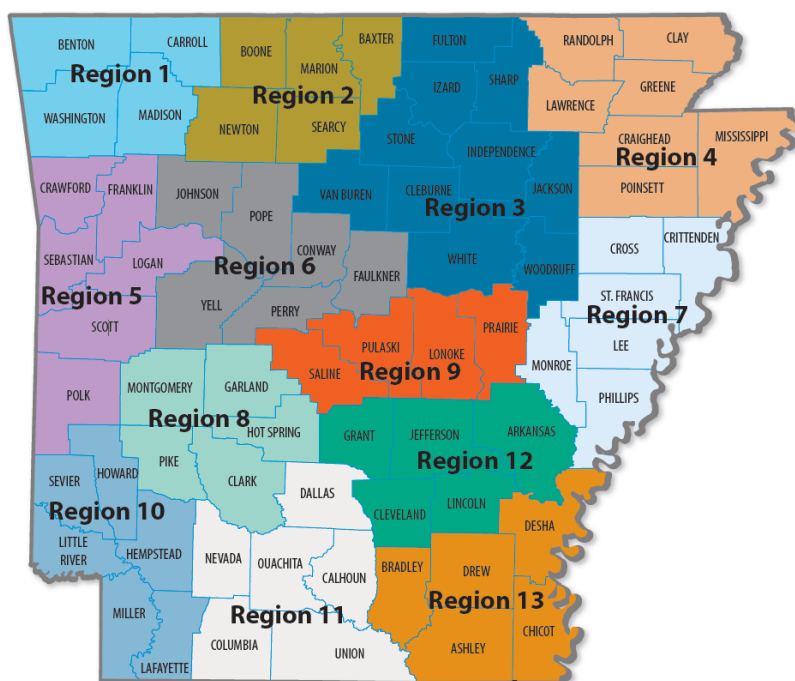 BENTON
CARROLL
Region 1
WASHINGTON
MADISON
BOONE
MARION
BAXTER
Region 2
NEWTON
SEARCY
FULTON
IZARD
SHARP
STONE
INDEPENDENCE
VAN BUREN
CLEBURNE
JACKSON
Region 3
WHITE
WOODRUFF
RANDOLPH
CLAY
GREENE
LAWRENCE
CRAIGHEAD
MISSISSIPPI
Region 4
POINSETT
CRAWFORD
FRANKLIN
SEBASTIAN
LOGAN
Region 5
SCOTT
POLK
JOHNSON
POPE
CONWAY
Region 6
FAULKNER
YELL
PERRY
CROSS
CRITTENDEN
ST. FRANCIS
Region 7
LEE
MONROE
PHILLIPS
MONTGOMERY
GARLAND
Region 8
HOT SPRING
PIKE
CLARK
PRAIRIE
PULASKI
LONOKE
SALINE
Region 9
SEVIER
HOWARD
Region 10
LITTLE
RIVER
HEMPSTEAD
MILLER
LAFAYETTE
DALLAS
NEVADA
OUACHITA
CALHOUN
Region 11
COLUMBIA
UNION
GRANT
JEFFERSON
ARKANSAS
Region 12
CLEVELAND
LINCOLN
DESHA
BRADLEY
DREW
Region 13
CHICOT
ASHLEY